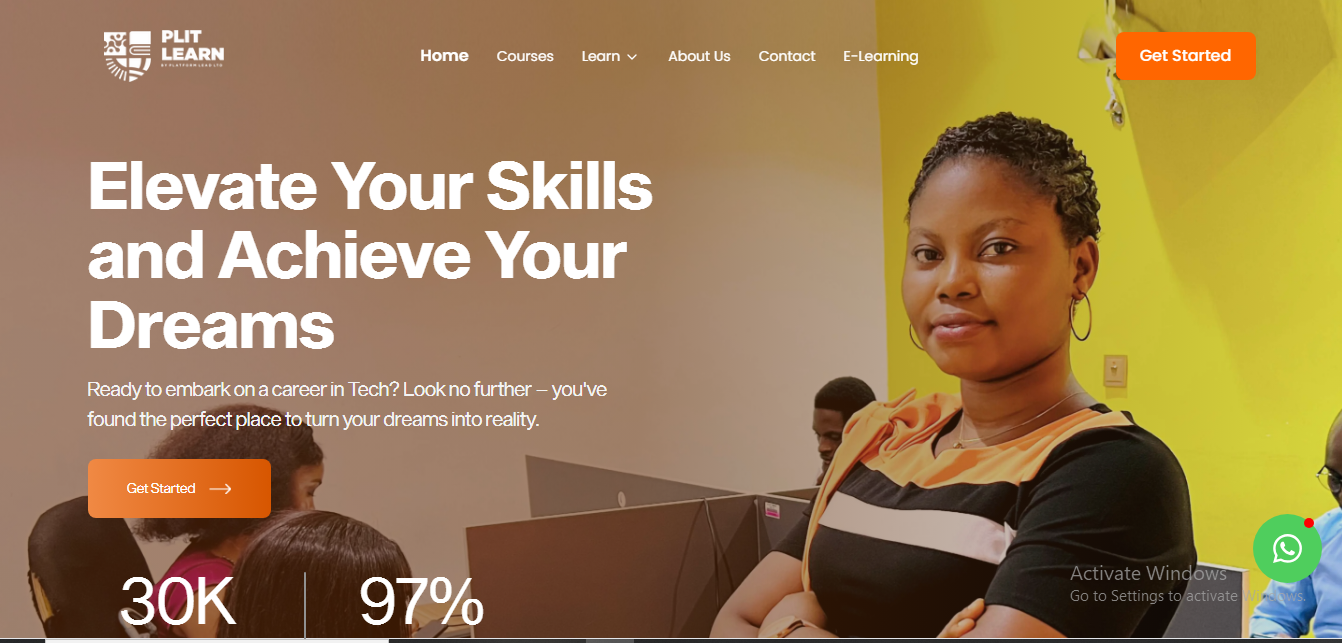 PLIT
LEARN
BY PLATFORM LEAD LTD
Home
Courses
Learn
About Us
Contact
E-Learning
Get Started
Elevate Your Skills
and Achieve Your
Dreams
Ready to embark on a career in Tech? Look no further – you've
found the perfect place to turn your dreams into reality.
Get Started
30K
97%
Activate Windows
Go to Settings to activate Windows.